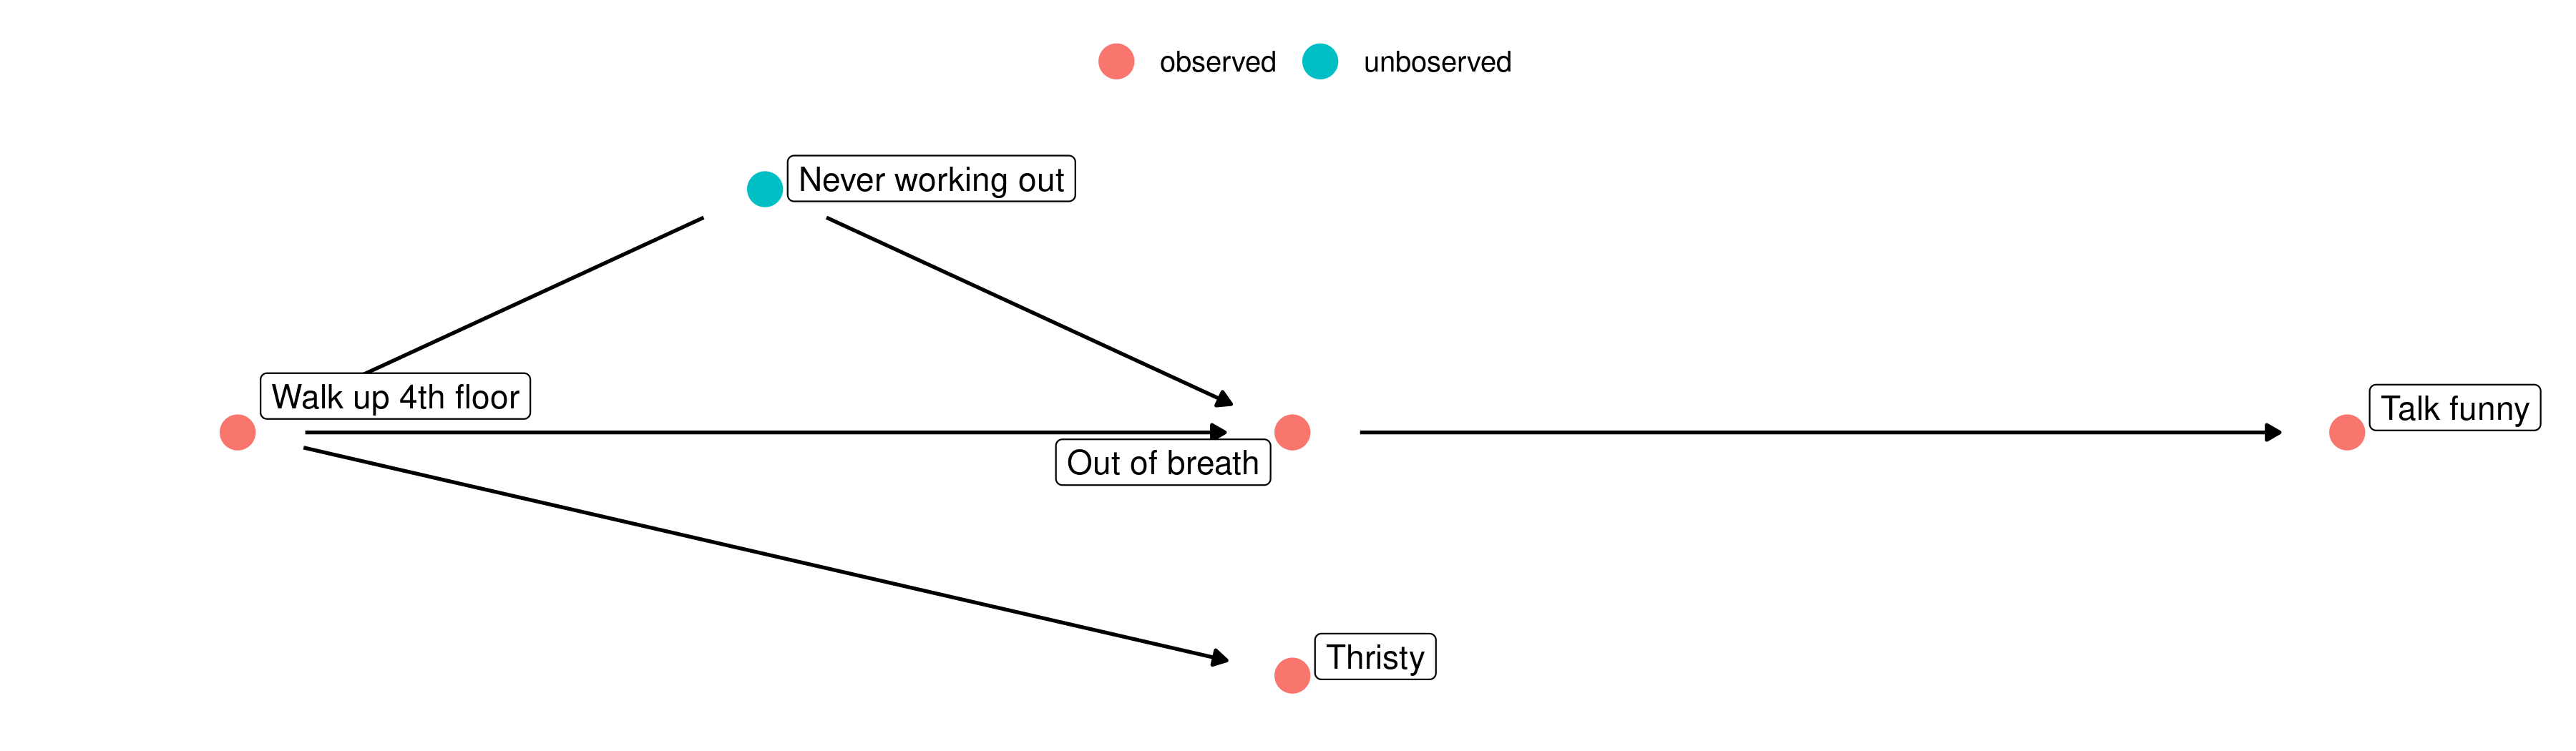 observed unboserved
Never working out
Walk up 4th floor
Talk funny
Out of breath
Thristy